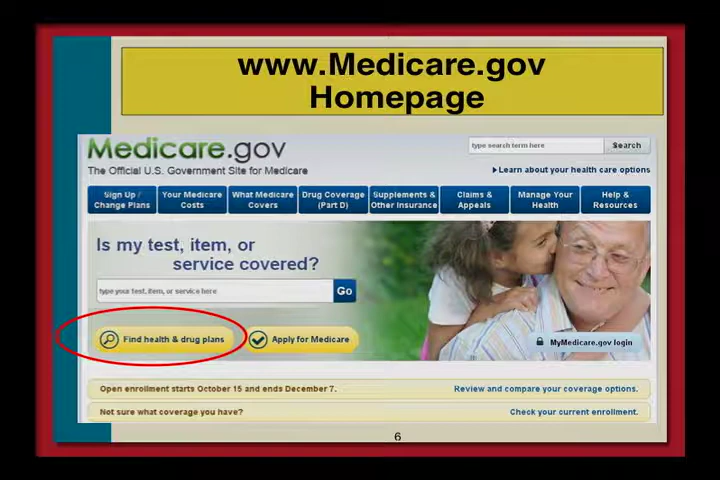 www.Medicare.gov
Homepage
Medicare.gov
The Official U.S. Government Site for Medicare
type search term here
Search
Learn about your health care options
Sign Up / Change Plans
Your Medicare Costs
What Medicare Covers
Drug Coverage (Part D)
Supplements & Other Insurance
Claims & Appeals
Manage Your Health
Help & Resources
Is my test, item, or
service covered?
type your test, item, or service here
Go
Find health & drug plans
Apply for Medicare
MyMedicare.gov login
Open enrollment starts October 15 and ends December 7.
Review and compare your coverage options.
Not sure what coverage you have?
Check your current enrollment.
6